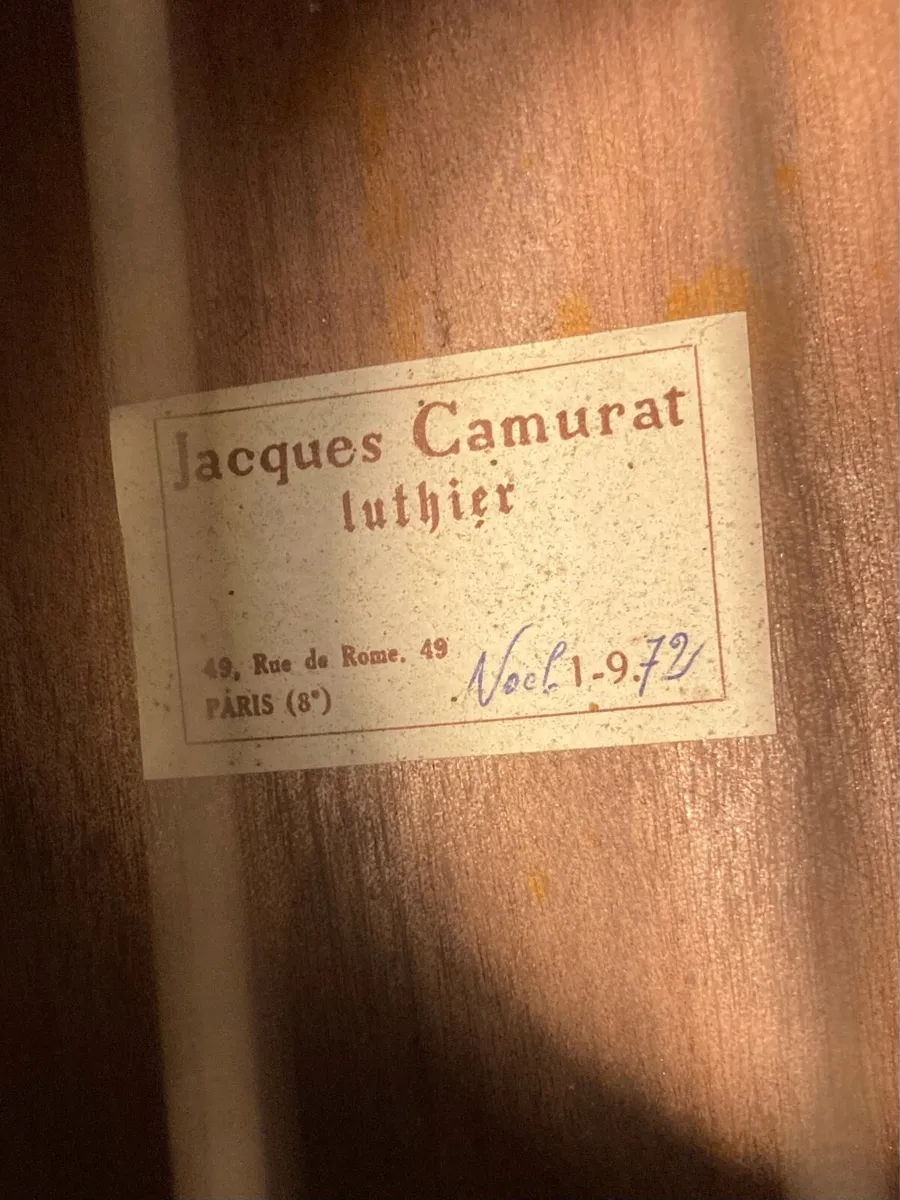 Jacques Camurat
luthier
49, Rue de Rome. 49
PARIS (8e)
Noel 1-9.72